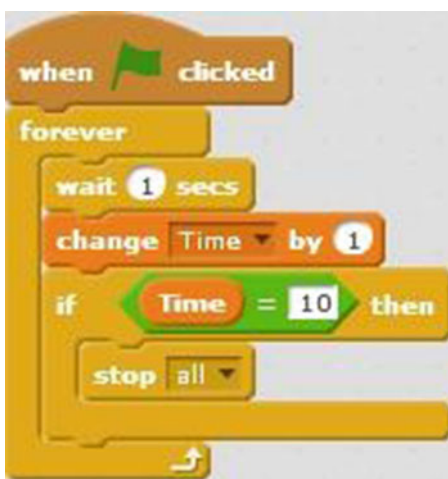 when clicked
forever
wait 1 secs
change Time by 1
if Time = 10 then
stop all